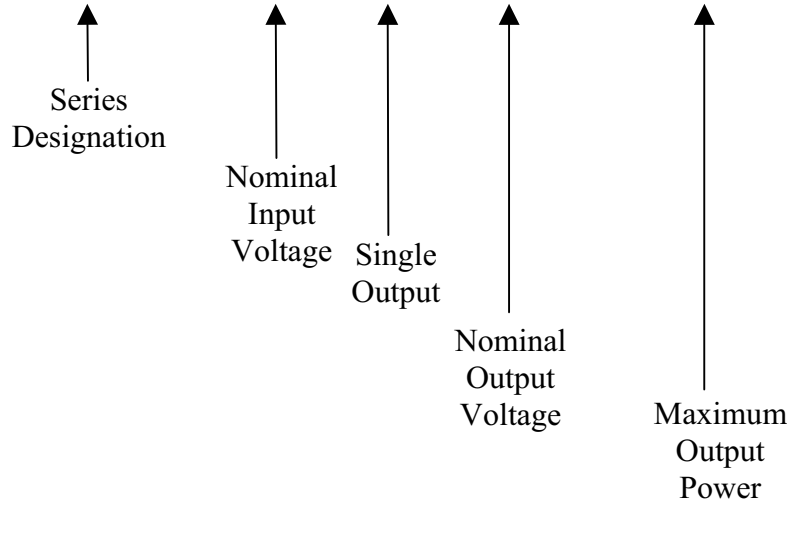 Series
Designation
Nominal
Input
Voltage
Single
Output
Nominal
Output
Voltage
Maximum
Output
Power